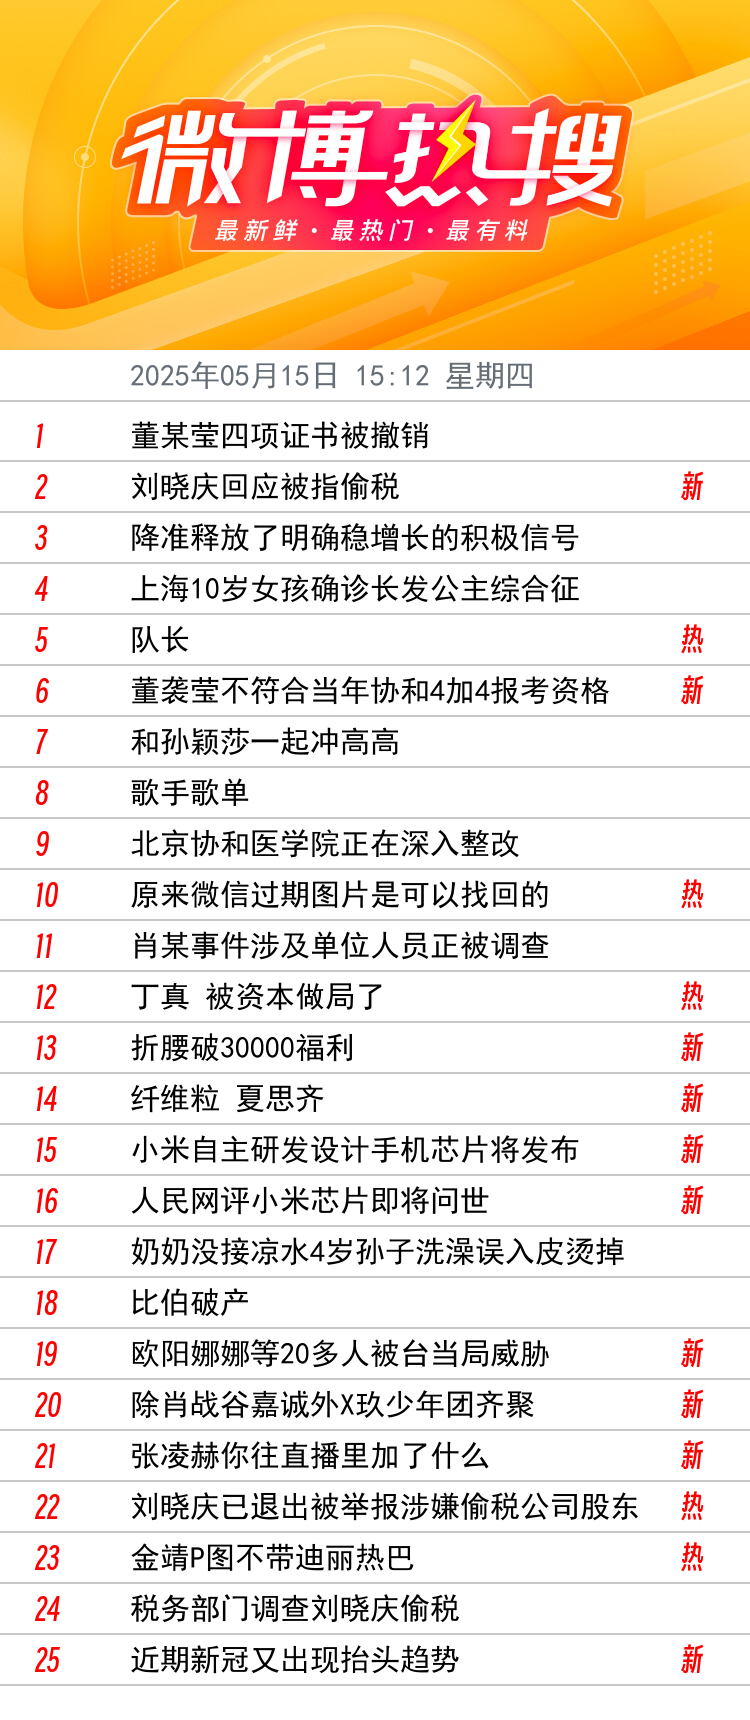 微博热搜
最新鲜·最热门·最有料
2025年05月15日 15:12 星期四
1 董某莹四项证书被撤销
2 刘晓庆回应被指偷税 新
3 降准释放了明确稳增长的积极信号
4 上海10岁女孩确诊长发公主综合征
5 队长 热
6 董袭莹不符合当年协和4加4报考资格 新
7 和孙颖莎一起冲高高
8 歌手歌单
9 北京协和医学院正在深入整改
10 原来微信过期图片是可以找回的 热
11 肖某事件涉及单位人员正被调查
12 丁真 被资本做局了 热
13 折腰破30000福利 新
14 纤维粒 夏思齐 新
15 小米自主研发设计手机芯片将发布 新
16 人民网评小米芯片即将问世 新
17 奶奶没接凉水4岁孙子洗澡误入皮烫掉
18 比伯破产
19 欧阳娜娜等20多人被台当局威胁 新
20 除肖战谷嘉诚外X玖少年团齐聚 新
21 张凌赫你往直播里加了什么 新
22 刘晓庆已退出被举报涉嫌偷税公司股东 热
23 金靖P图不带迪丽热巴 热
24 税务部门调查刘晓庆偷税
25 近期新冠又出现抬头趋势 新